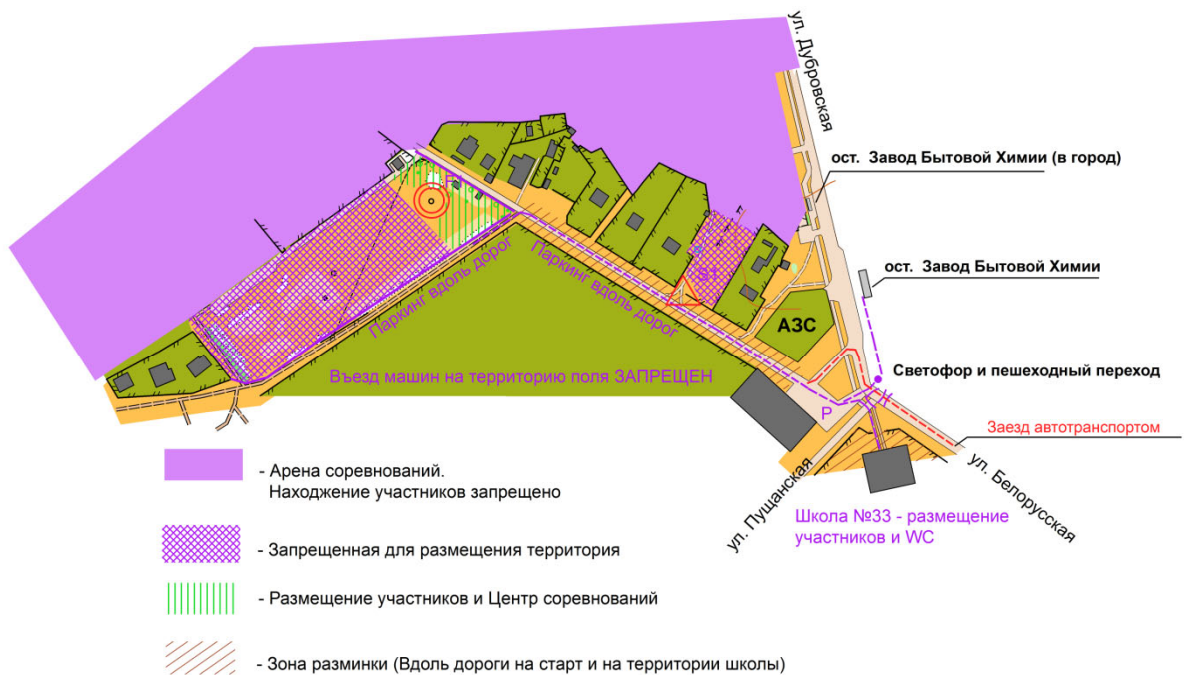 ул. Дубровская
ост. Завод Бытовой Химии (в город)
ост. Завод Бытовой Химии
F
S1
Паркинг вдоль дорог
Паркинг вдоль дорог
АЗС
Въезд машин на территорию поля ЗАПРЕЩЕН
Светофор и пешеходный переход
P
Заезд автотранспортом
ул. Пущанская
ул. Белорусская
Школа №33 - размещение
участников и WC
- Арена соревнований.
Находжение участников запрещено
- Запрещенная для размещения территория
- Размещение участников и Центр соревнований
- Зона разминки (Вдоль дороги на старт и на территории школы)